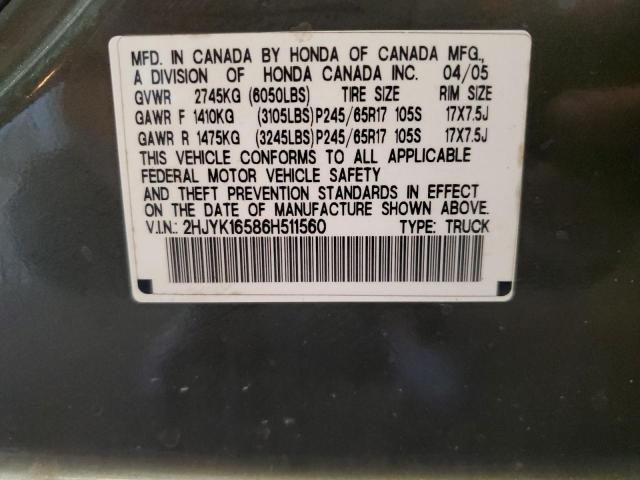 MFD. IN CANADA BY HONDA OF CANADA MFG.,
A DIVISION OF HONDA CANADA INC. 04/05
GVWR 2745KG (6050LBS) TIRE SIZE RIM SIZE
GAWR F 1410KG (3105LBS)P245/65R17 105S 17X7.5J
GAWR R 1475KG (3245LBS)P245/65R17 105S 17X7.5J
THIS VEHICLE CONFORMS TO ALL APPLICABLE
FEDERAL MOTOR VEHICLE SAFETY
AND THEFT PREVENTION STANDARDS IN EFFECT
ON THE DATE OF MANUFACTURE SHOWN ABOVE.
V.I.N.: 2HJYK16586H511560 TYPE: TRUCK